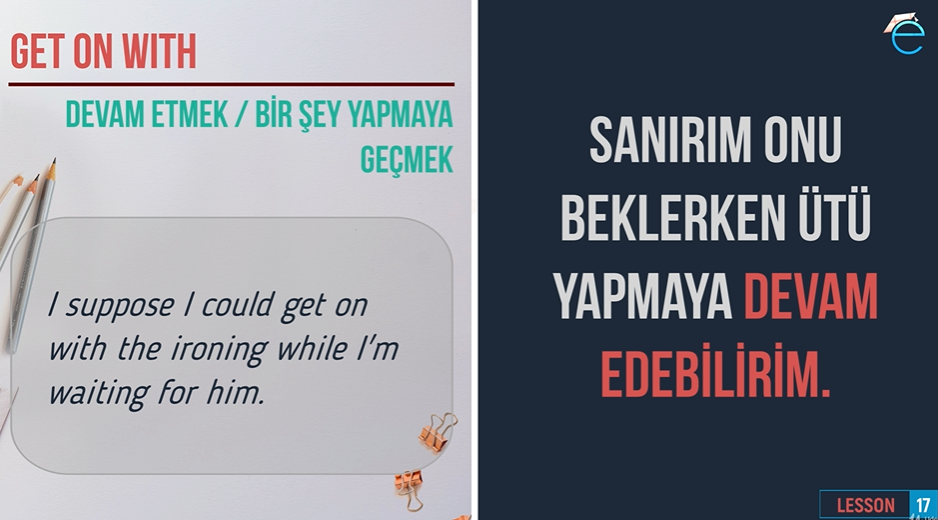 GET ON WITH
DEVAM ETMEK / BİR ŞEY YAPMAYA
GEÇMEK
I suppose I could get on
with the ironing while I'm
waiting for him.
SANIRIM ONU
BEKLERKEN ÜTÜ
YAPMAYA DEVAM
EDEBİLİRİM.
LESSON 17